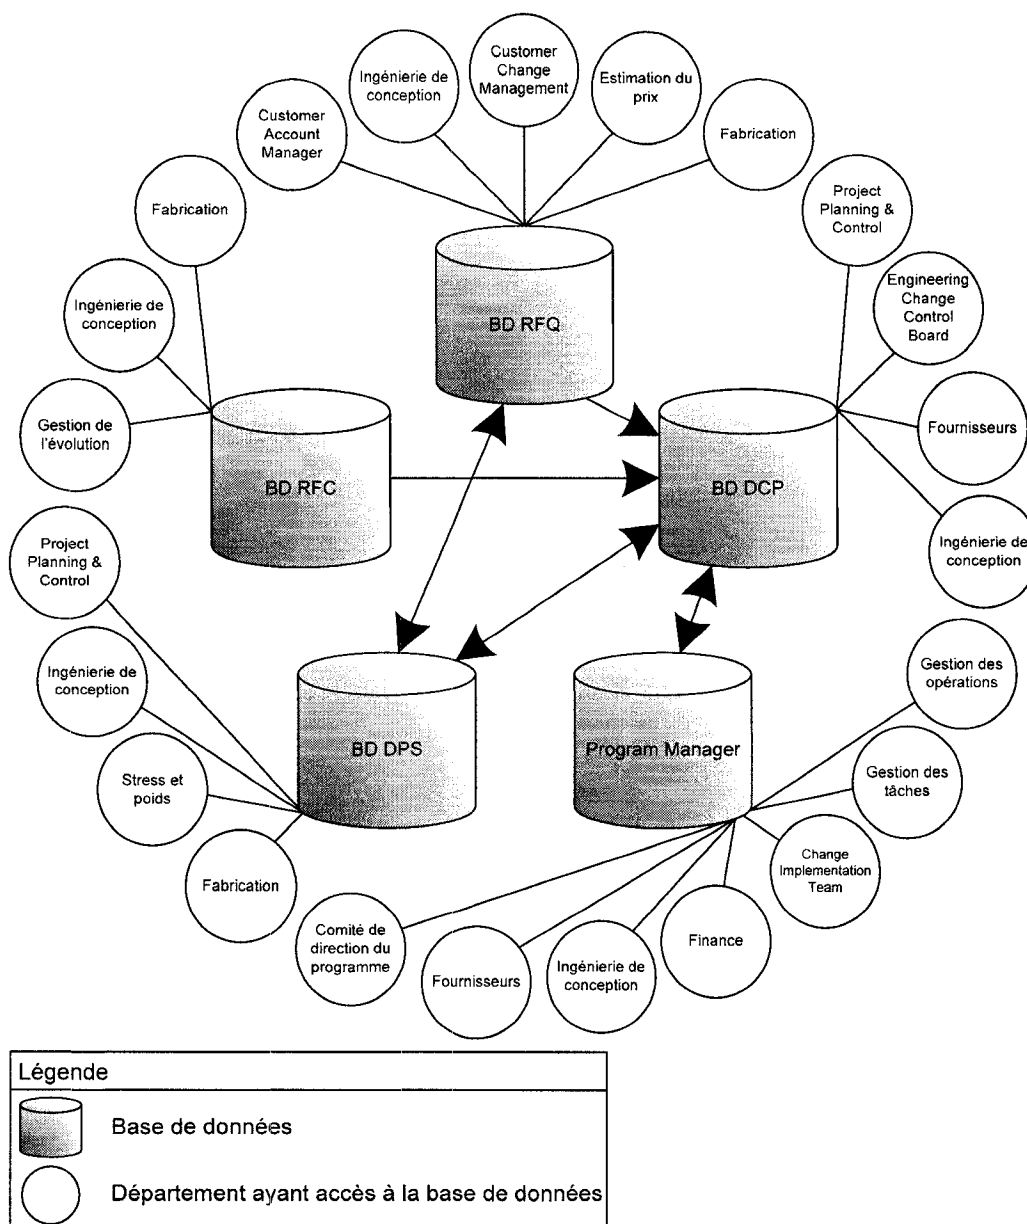 Customer
Change
Management
Ingénierie de
conception
Estimation du
prix
Customer
Account
Manager
Fabrication
Fabrication
Project
Planning &
Control
Ingénierie de
conception
Engineering
Change
Control
Board
BD RFQ
Gestion de
l'évolution
Fournisseurs
BD RFC
BD DCP
Project
Planning &
Control
Ingénierie de
conception
Ingénierie de
conception
Gestion des
opérations
BD DPS
Program Manager
Stress et
poids
Gestion des
tâches
Fabrication
Change
Implementation
Team
Comité de
direction du
programme
Finance
Fournisseurs
Ingénierie de
conception
Légende
Base de données
Département ayant accès à la base de données